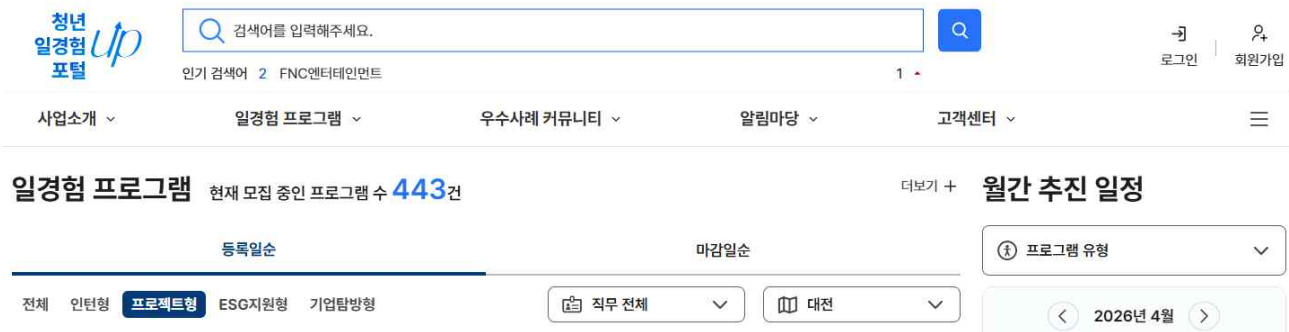 청년
일경험 Up
포털
검색어를 입력해주세요.
인기 검색어 2 FNC엔터테인먼트 1
로그인 회원가입
사업소개 일경험 프로그램 우수사례 커뮤니티 알림마당 고객센터
일경험 프로그램 현재 모집 중인 프로그램 수 443건 더보기 +
월간 추진 일정
등록일순 마감일순
프로그램 유형
전체 인턴형 프로젝트형 ESG지원형 기업탐방형 직무 전체 대전
2026년 4월